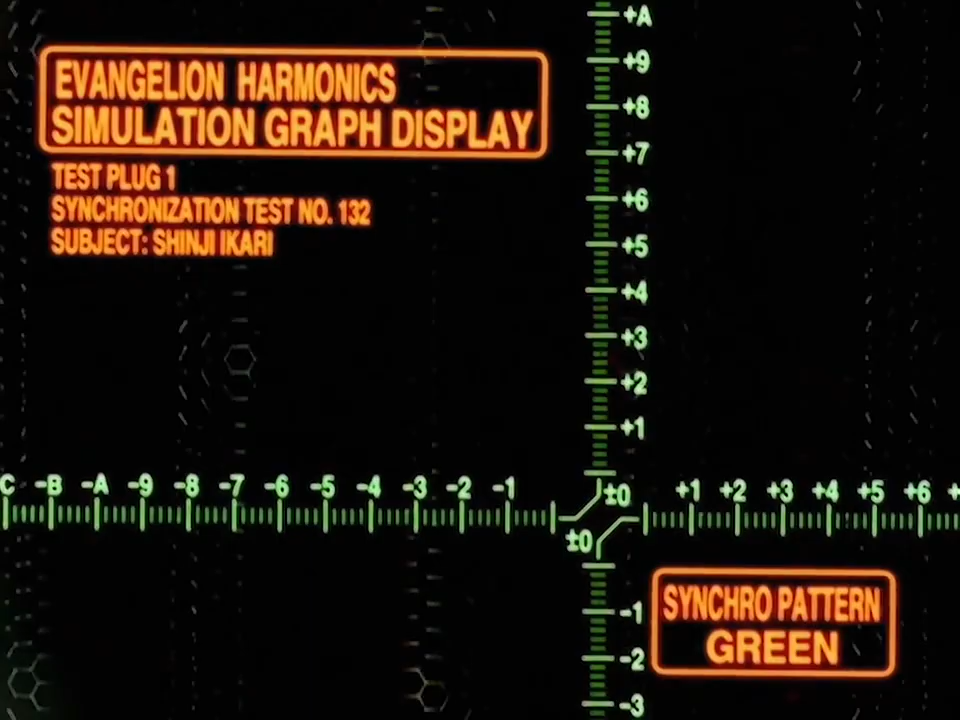 EVANGELION HARMONICS
SIMULATION GRAPH DISPLAY
TEST PLUG 1
SYNCHRONIZATION TEST NO. 132
SUBJECT: SHINJI IKARI
+A
+9
+8
+7
+6
+5
+4
+3
+2
+1
C -B -A -9 -8 -7 -6 -5 -4 -3 -2 -1 ±0 +1 +2 +3 +4 +5 +6 +
±0
-1
-2
-3
SYNCHRO PATTERN
GREEN